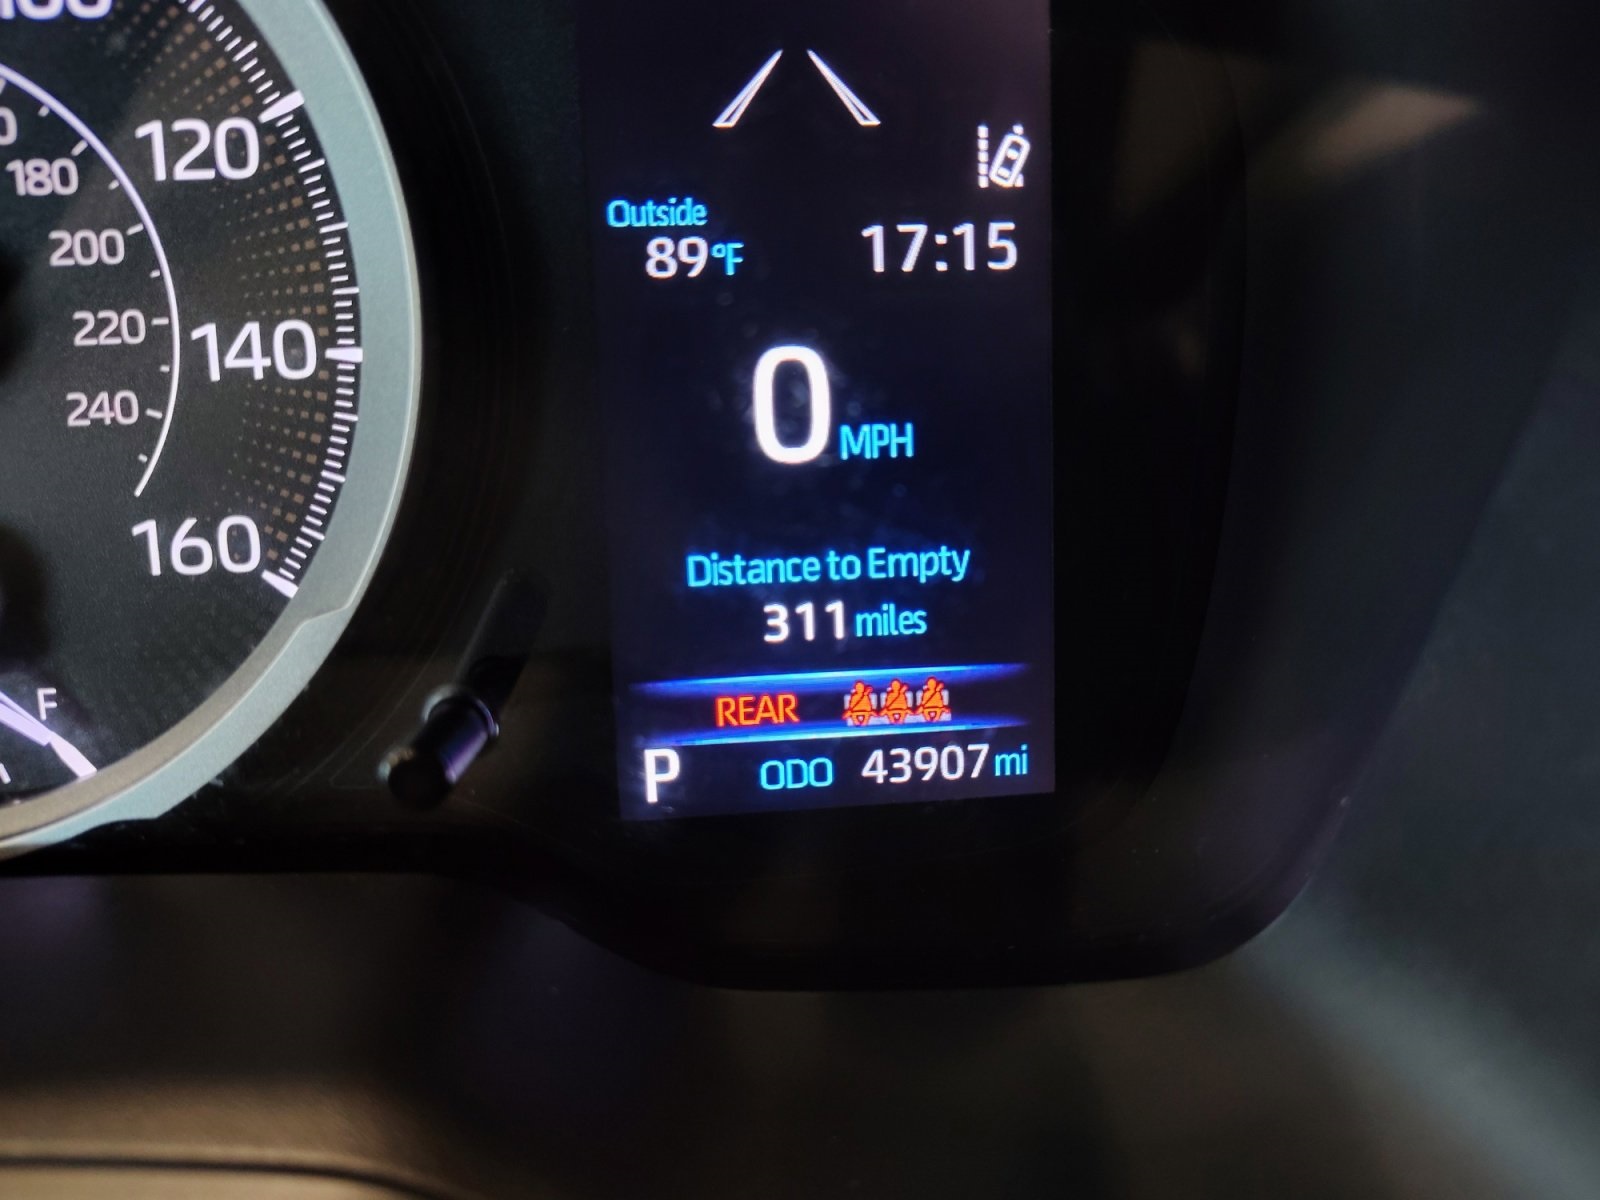 120
180
200
220
140
240
160
F
Outside
89°F 17:15
0 MPH
Distance to Empty
311 miles
REAR
P ODO 43907 mi